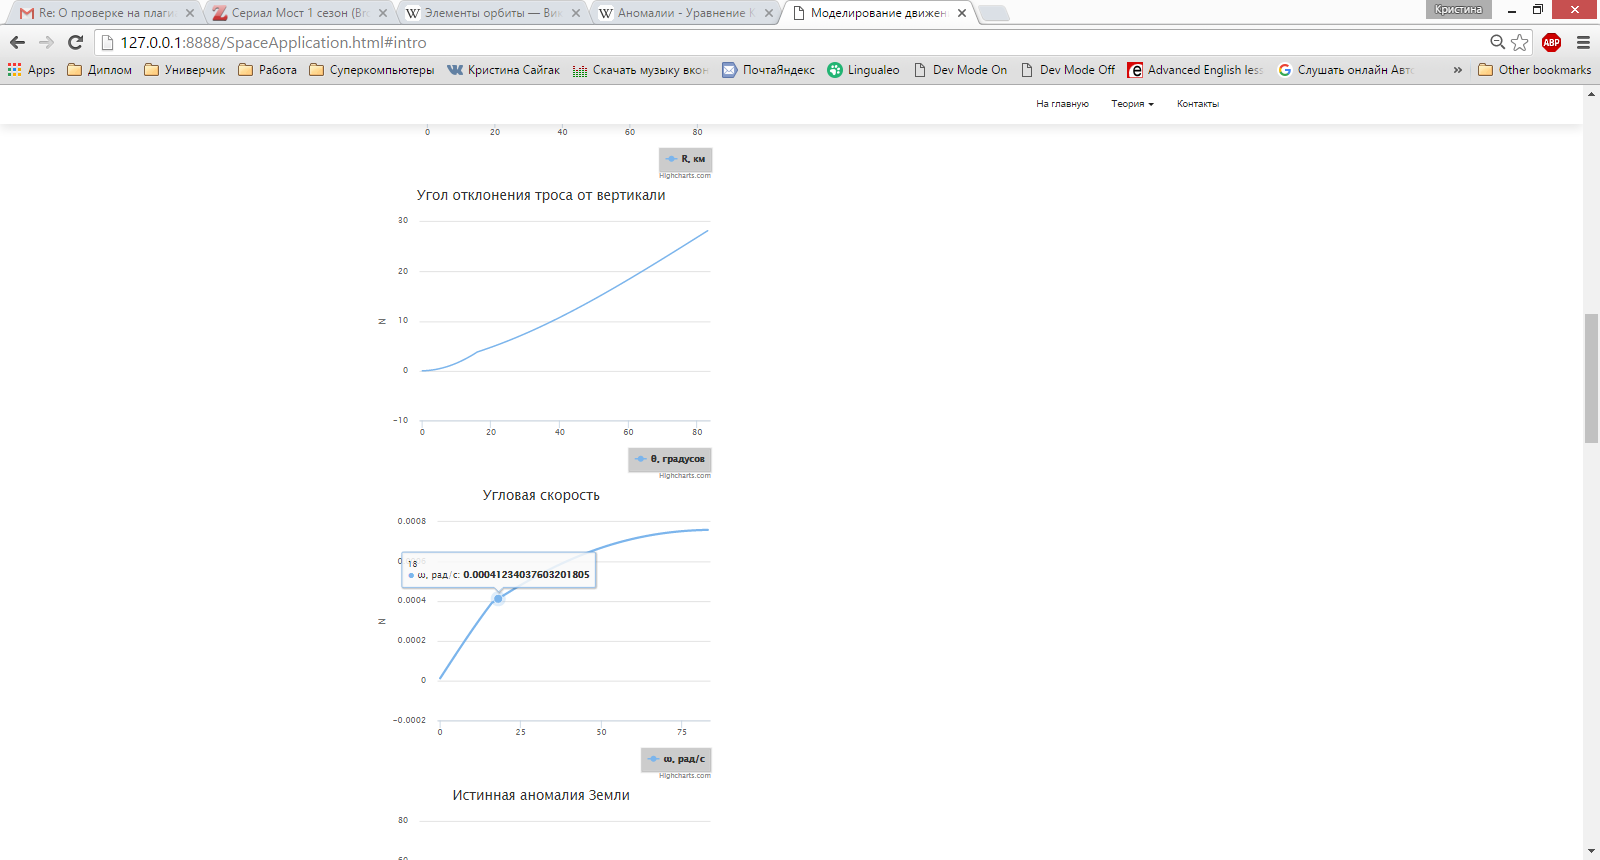 Кристина
Re: О проверке на плаги
Сериал Мост 1 сезон (Br
Элементы орбиты — Ви
Аномалии - Уравнение К
Моделирование движен
127.0.0.1:8888/SpaceApplication.html#intro
ABP
Apps Диплом Универчик Работа Суперкомпьютеры Кристина Сайгак Скачать музыку вкон ПочтаЯндекс Lingualeo Dev Mode On Dev Mode Off Advanced English less Слушать онлайн Авто » Other bookmarks
На главную Теория Контакты
0 20 40 60 80
R, км
Highcharts.com
Угол отклонения троса от вертикали
30
20
10
0
-10
N
0 20 40 60 80
θ, градусов
Highcharts.com
Угловая скорость
0.0008
18
ω, рад/с: 0.00041234037603201805
0.0004
0.0002
0
-0.0002
N
0 25 50 75
ω, рад/с
Highcharts.com
Истинная аномалия Земли
80